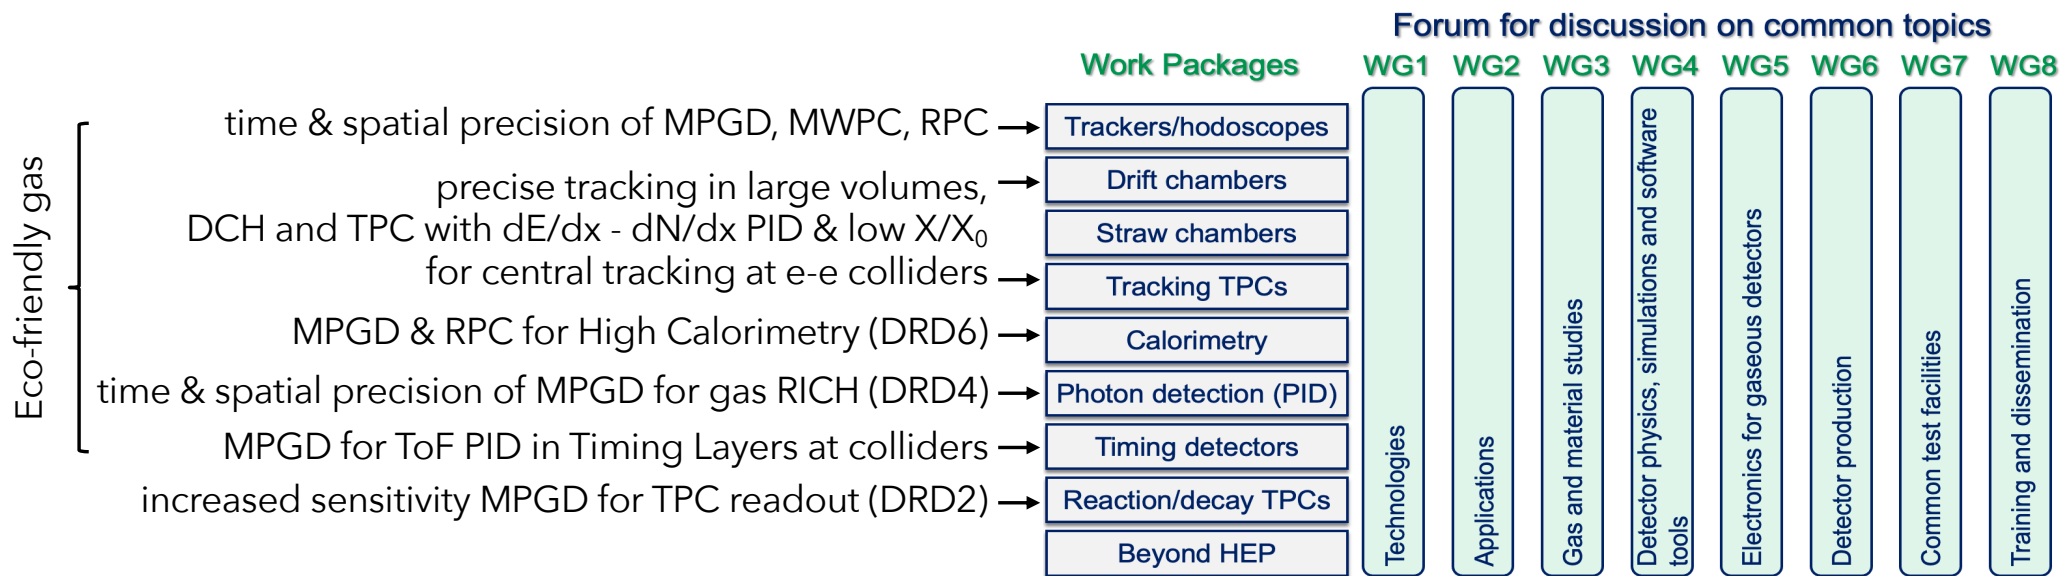 Forum for discussion on common topics
Work Packages
WG1 WG2 WG3 WG4 WG5 WG6 WG7 WG8
Eco-friendly gas
time & spatial precision of MPGD, MWPC, RPC
Trackers/hodoscopes
precise tracking in large volumes,
Drift chambers
DCH and TPC with dE/dx - dN/dx PID & low X/X₀
Straw chambers
for central tracking at e-e colliders
Tracking TPCs
MPGD & RPC for High Calorimetry (DRD6)
Calorimetry
time & spatial precision of MPGD for gas RICH (DRD4)
Photon detection (PID)
MPGD for ToF PID in Timing Layers at colliders
Timing detectors
increased sensitivity MPGD for TPC readout (DRD2)
Reaction/decay TPCs
Beyond HEP
Technologies
Applications
Gas and material studies
Detector physics, simulations and software
tools
Electronics for gaseous detectors
Detector production
Common test facilities
Training and dissemination